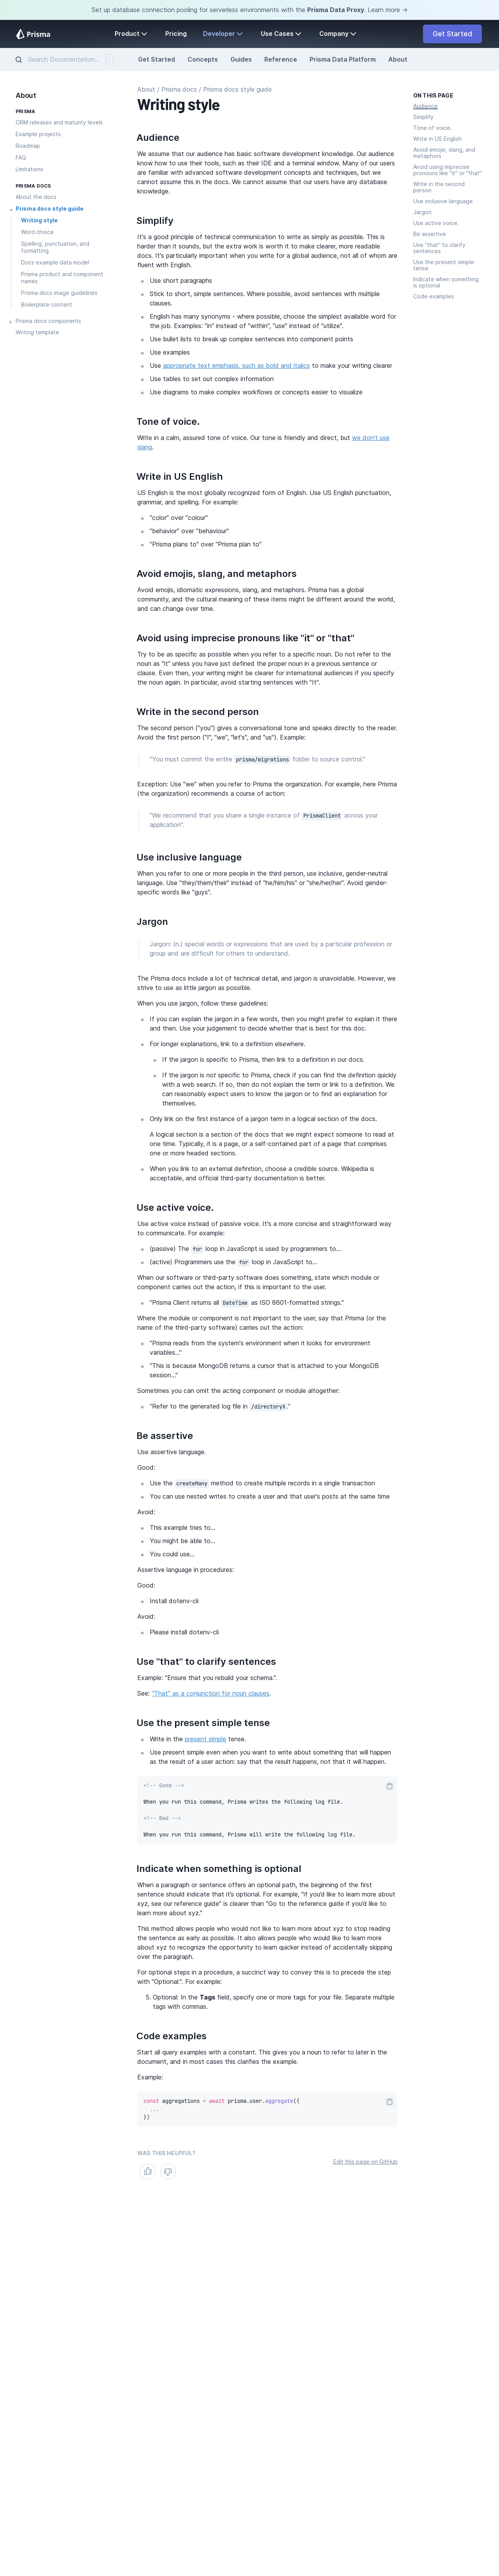 Set up database connection pooling for serverless environments with the Prisma Data Proxy. Learn more →
Prisma
Product
Pricing
Developer
Use Cases
Company
Get Started
Search Documentation...
/
Get Started
Concepts
Guides
Reference
Prisma Data Platform
About
About
PRISMA
ORM releases and maturity levels
Example projects
Roadmap
FAQ
Limitations
PRISMA DOCS
About the docs
Prisma docs style guide
Writing style
Word choice
Spelling, punctuation, and
formatting
Docs example data model
Prisma product and component
names
Prisma docs image guidelines
Boilerplate content
Prisma docs components
Writing template
About / Prisma docs / Prisma docs style guide
Writing style
Audience
We assume that our audience has basic software development knowledge. Our audience
know how to use their tools, such as their IDE and a terminal window. Many of our users
are already skilled in database concepts and advanced development techniques, but we
cannot assume that this is the case. We cannot assume that users have any database
knowledge.
Simplify
It's a good principle of technical communication to write as simply as possible. This is
harder than it sounds, but it's worth the extra work to make it clearer, more readable
docs. It's particularly useful in our work for a global audience, not all of whom are
fluent with English.
Use short paragraphs
Stick to short, simple sentences. Where possible, avoid sentences with multiple
clauses.
English has many synonyms - where possible, choose the simplest available word for
the job. Examples: "in" instead of "within", "use" instead of "utilize".
Use bullet lists to break up complex sentences into component points
Use examples
Use appropriate text emphasis, such as bold and italics to make your writing clearer
Use tables to set out complex information
Use diagrams to make complex workflows or concepts easier to visualize
Tone of voice.
Write in a calm, assured tone of voice. Our tone is friendly and direct, but we don't use
slang.
Write in US English
US English is the most globally recognized form of English. Use US English punctuation,
grammar, and spelling. For example:
"color" over "colour"
"behavior" over "behaviour"
"Prisma plans to" over "Prisma plan to"
Avoid emojis, slang, and metaphors
Avoid emojis, idiomatic expressions, slang, and metaphors. Prisma has a global
community, and the cultural meaning of these items might be different around the world,
and can change over time.
Avoid using imprecise pronouns like "it" or "that"
Try to be as specific as possible when you refer to a specific noun. Do not refer to the
noun as "it" unless you have just defined the proper noun in a previous sentence or
clause. Even then, your writing might be clearer for international audiences if you specify
the noun again. In particular, avoid starting sentences with "It".
Write in the second person
The second person ("you") gives a conversational tone and speaks directly to the reader.
Avoid the first person ("I", "we", "let's", and "us"). Example:
"You must commit the entire prisma/migrations folder to source control."
Exception: Use "we" when you refer to Prisma the organization. For example, here Prisma
(the organization) recommends a course of action:
"We recommend that you share a single instance of PrismaClient across your
application".
Use inclusive language
When you refer to one or more people in the third person, use inclusive, gender-neutral
language. Use "they/them/their" instead of "he/him/his" or "she/her/her". Avoid gender-
specific words like "guys".
Jargon
Jargon: (n.) special words or expressions that are used by a particular profession or
group and are difficult for others to understand.
The Prisma docs include a lot of technical detail, and jargon is unavoidable. However, we
strive to use as little jargon as possible.
When you use jargon, follow these guidelines:
If you can explain the jargon in a few words, then you might prefer to explain it there
and then. Use your judgement to decide whether that is best for this doc.
For longer explanations, link to a definition elsewhere.
If the jargon is specific to Prisma, then link to a definition in our docs.
If the jargon is not specific to Prisma, check if you can find the definition quickly
with a web search. If so, then do not explain the term or link to a definition. We
can reasonably expect users to know the jargon or to find an explanation for
themselves.
Only link on the first instance of a jargon term in a logical section of the docs.
A logical section is a section of the docs that we might expect someone to read at
one time. Typically, it is a page, or a self-contained part of a page that comprises
one or more headed sections.
When you link to an external definition, choose a credible source. Wikipedia is
acceptable, and official third-party documentation is better.
Use active voice.
Use active voice instead of passive voice. It's a more concise and straightforward way
to communicate. For example:
(passive) The for loop in JavaScript is used by programmers to...
(active) Programmers use the for loop in JavaScript to...
When our software or third-party software does something, state which module or
component carries out the action, if this is important to the user.
"Prisma Client returns all DateTime as ISO 8601-formatted strings."
Where the module or component is not important to the user, say that Prisma (or the
name of the third-party software) carries out the action:
"Prisma reads from the system's environment when it looks for environment
variables..."
"This is because MongoDB returns a cursor that is attached to your MongoDB
session..."
Sometimes you can omit the acting component or module altogether:
"Refer to the generated log file in /directoryX."
Be assertive
Use assertive language.
Good:
Use the createMany method to create multiple records in a single transaction
You can use nested writes to create a user and that user's posts at the same time
Avoid:
This example tries to...
You might be able to...
You could use...
Assertive language in procedures:
Good:
Install dotenv-cli
Avoid:
Please install dotenv-cli
Use "that" to clarify sentences
Example: "Ensure that you rebuild your schema.".
See: "That" as a conjunction for noun clauses.
Use the present simple tense
Write in the present simple tense.
Use present simple even when you want to write about something that will happen
as the result of a user action: say that the result happens, not that it will happen.
<!-- Good -->
When you run this command, Prisma writes the following log file.
<!-- Bad -->
When you run this command, Prisma will write the following log file.
Indicate when something is optional
When a paragraph or sentence offers an optional path, the beginning of the first
sentence should indicate that it's optional. For example, "if you'd like to learn more about
xyz, see our reference guide" is clearer than "Go to the reference guide if you'd like to
learn more about xyz."
This method allows people who would not like to learn more about xyz to stop reading
the sentence as early as possible. It also allows people who would like to learn more
about xyz to recognize the opportunity to learn quicker instead of accidentally skipping
over the paragraph.
For optional steps in a procedure, a succinct way to convey this is to precede the step
with "Optional:". For example:
5. Optional: In the Tags field, specify one or more tags for your file. Separate multiple
tags with commas.
Code examples
Start all query examples with a constant. This gives you a noun to refer to later in the
document, and in most cases this clarifies the example.
Example:
const aggregations = await prisma.user.aggregate({
...
})
WAS THIS HELPFUL?
Edit this page on GitHub
ON THIS PAGE
Audience
Simplify
Tone of voice.
Write in US English
Avoid emojis, slang, and
metaphors
Avoid using imprecise
pronouns like "it" or "that"
Write in the second
person
Use inclusive language
Jargon
Use active voice.
Be assertive
Use "that" to clarify
sentences
Use the present simple
tense
Indicate when something
is optional
Code examples